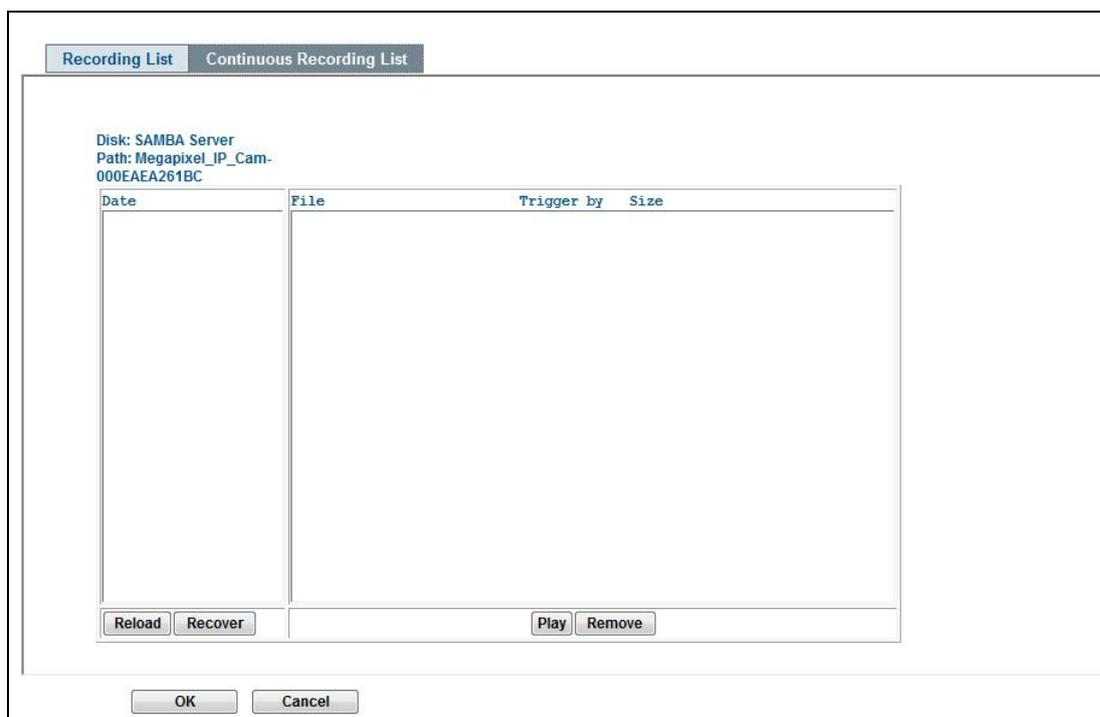 Recording List Continuous Recording List
Disk: SAMBA Server
Path: Megapixel_IP_Cam-
000EAEA261BC
Date File Trigger by Size
Reload Recover Play Remove
OK Cancel